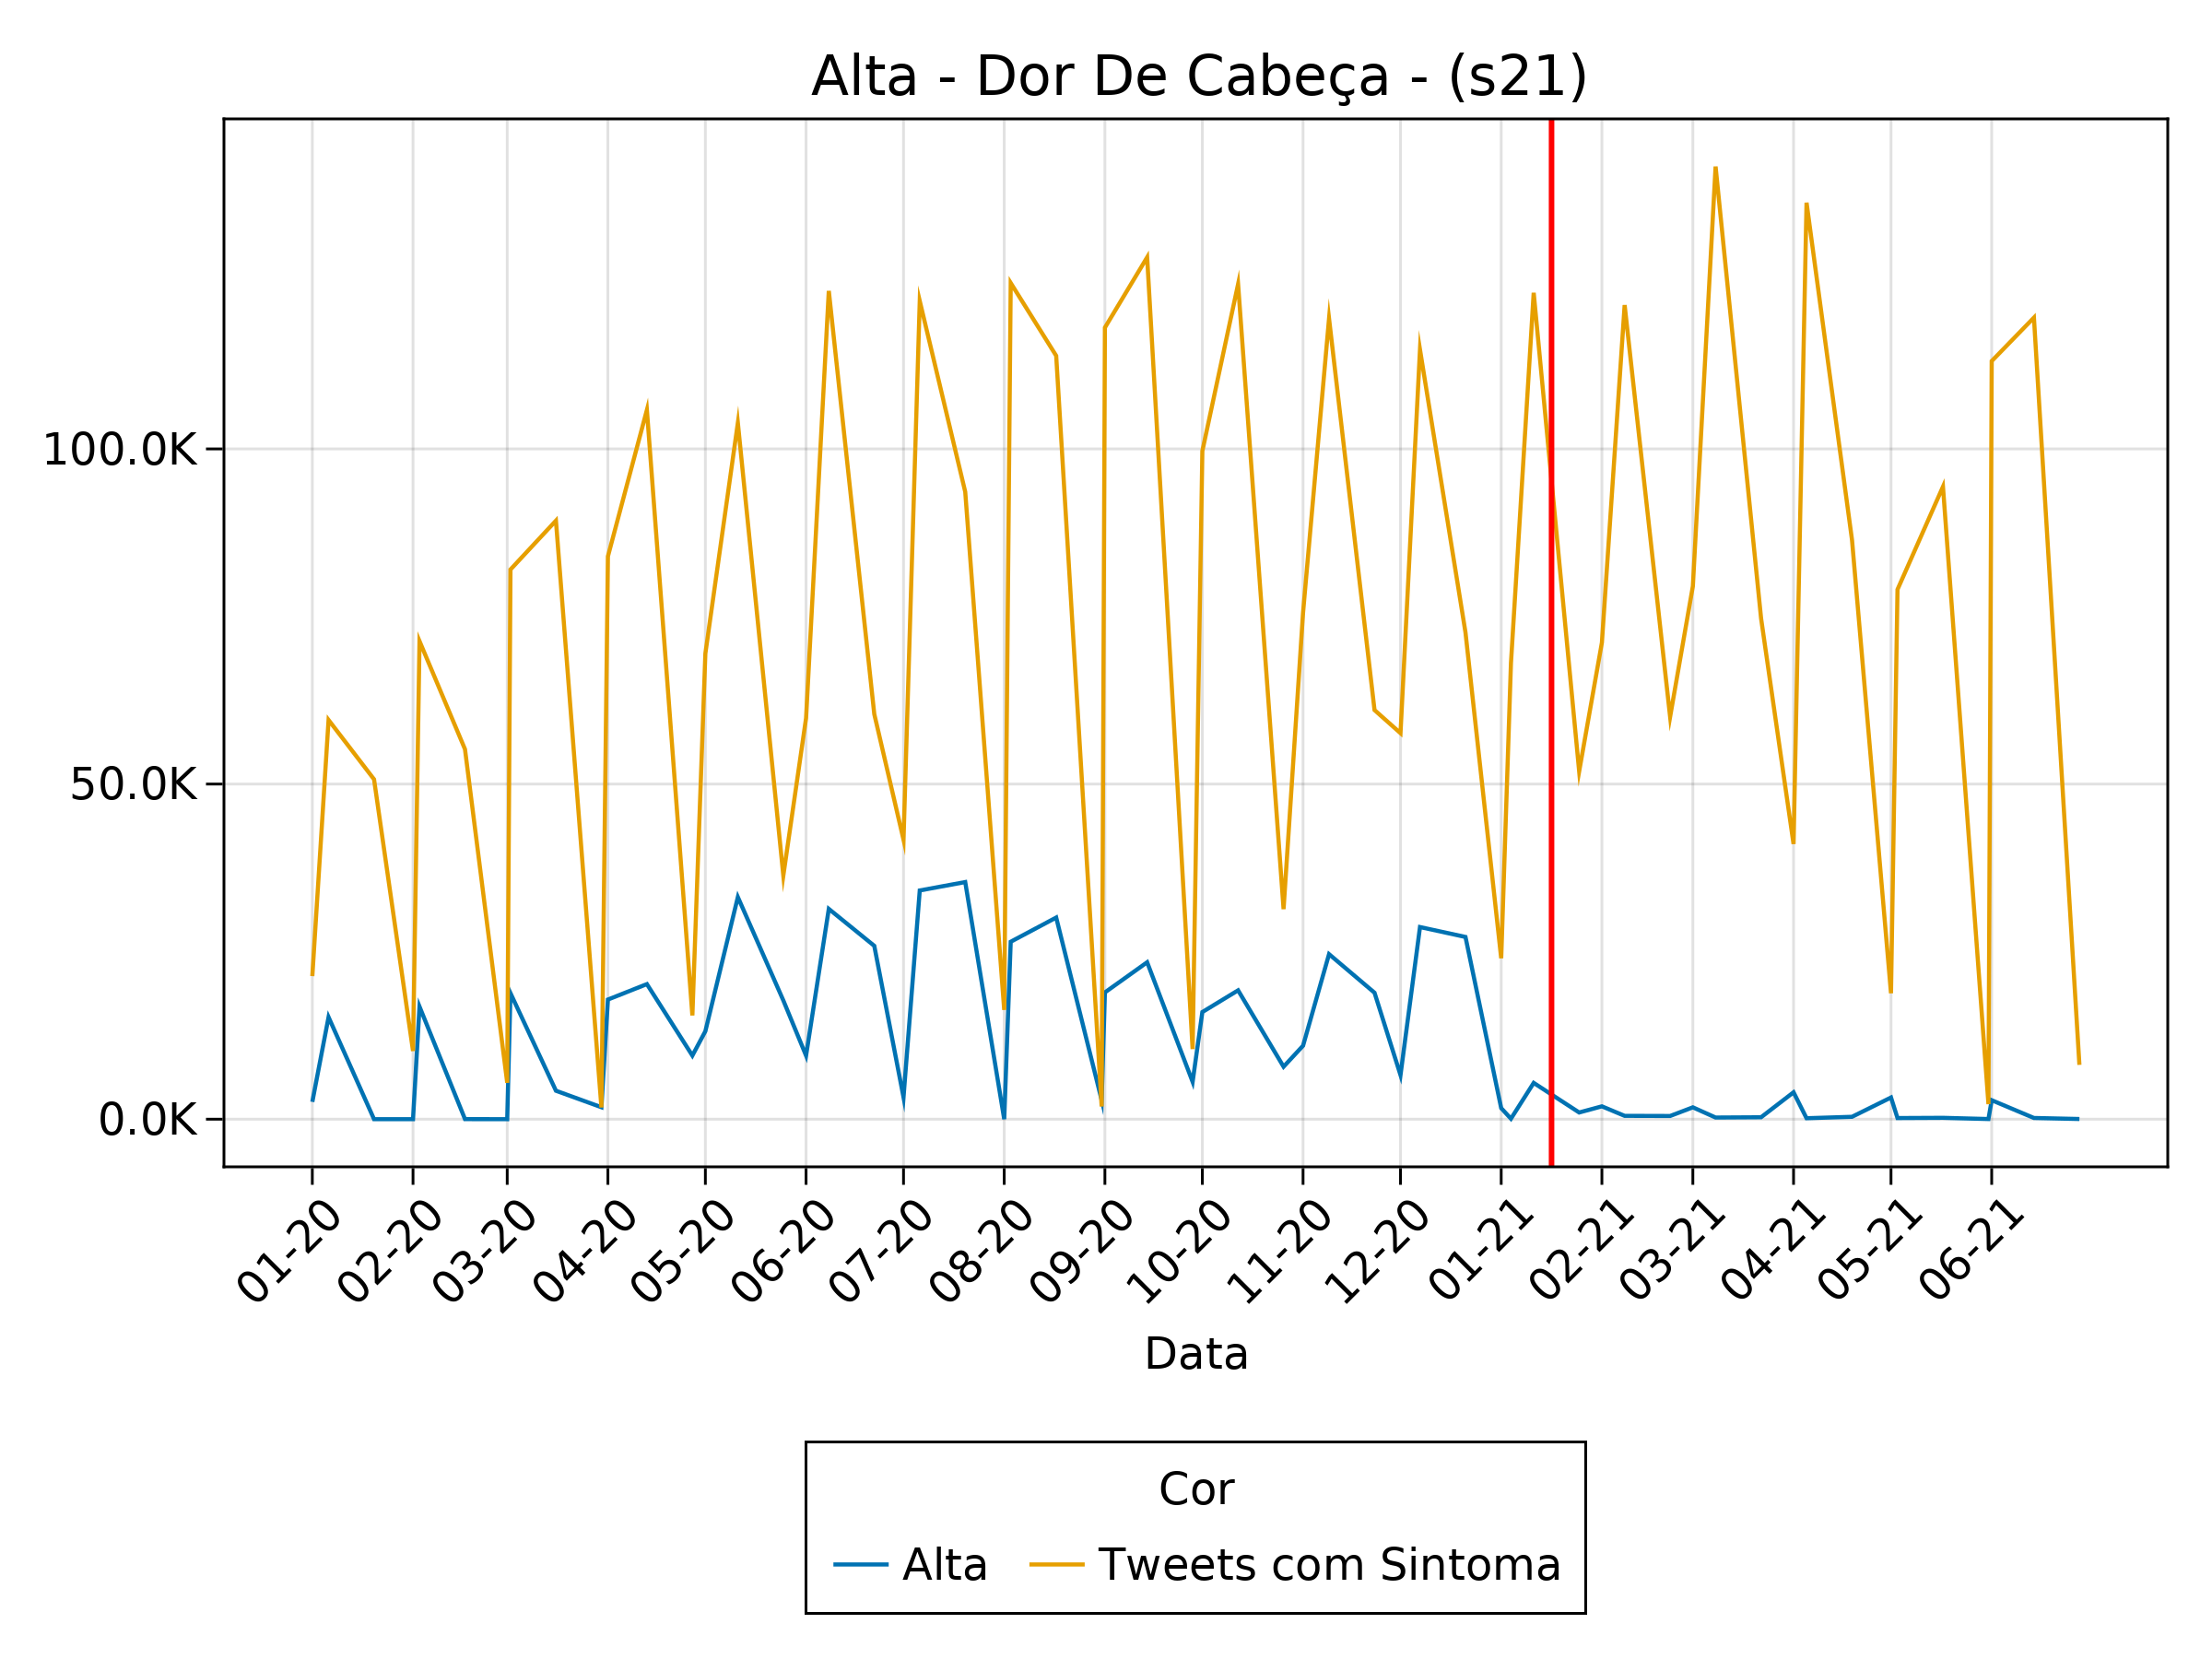 Alta - Dor De Cabeça - (s21)
100.0K
50.0K
0.0K
01-20
02-20
03-20
04-20
05-20
06-20
07-20
08-20
09-20
10-20
11-20
12-20
01-21
02-21
03-21
04-21
05-21
06-21
Data
Cor
Alta
Tweets com Sintoma